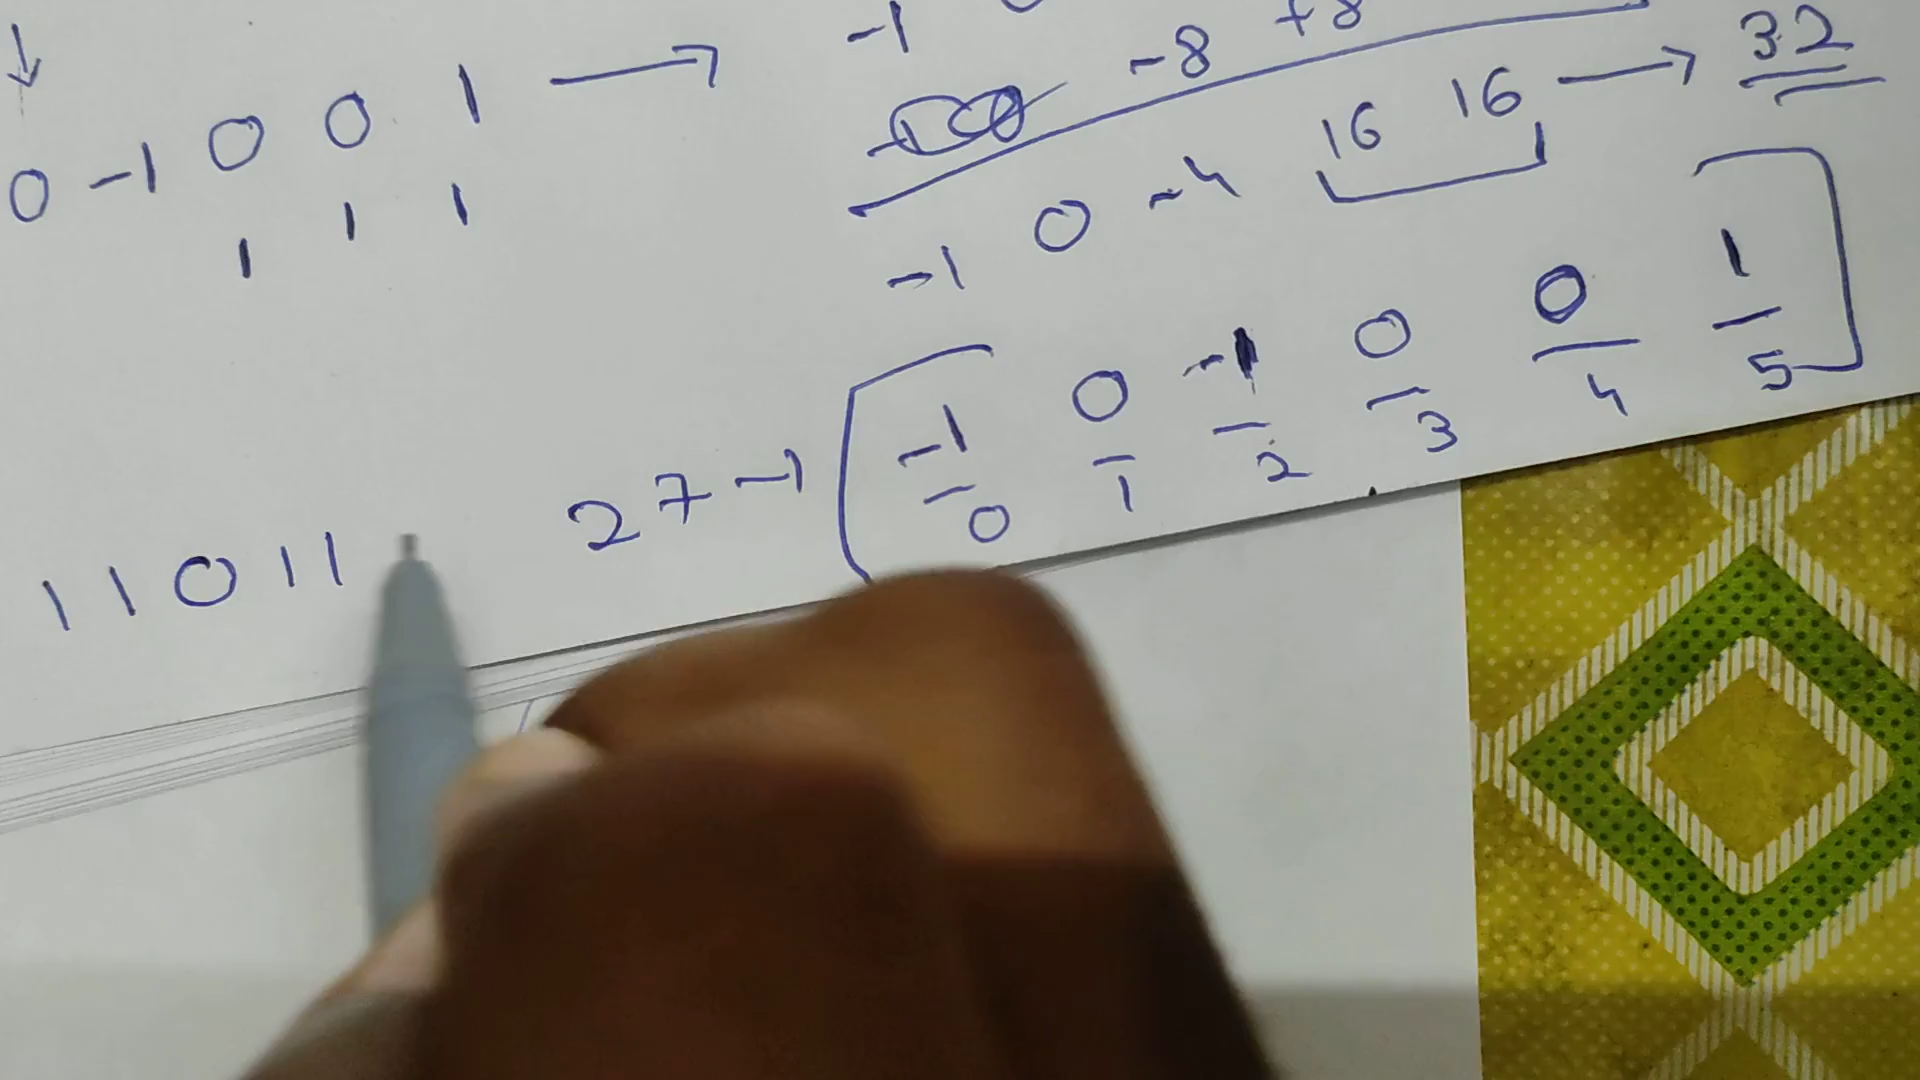 -1
-8 +8
0 -1 0 0 1 →
1 1 1
-1 0 -4 16 16 → 32
-1 0 -1 0 0 1
0 1 2 3 4 5
11011 27 →